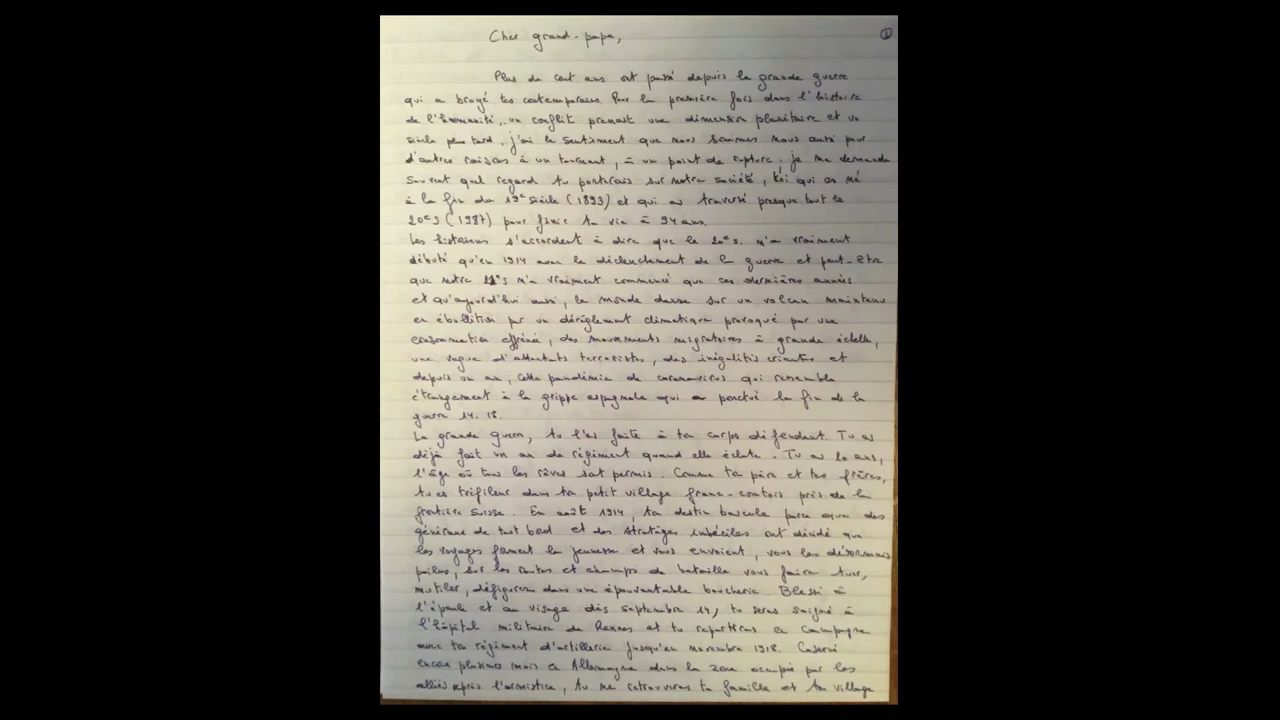 Cher grand-papa,
①
Plus de cent ans ont passé depuis la grande guerre
qui a broyé tes contemporains. Pour la première fois dans l'histoire
de l'humanité, un conflit prenait une dimension planétaire et un
siècle plus tard, j'ai le sentiment que nous sommes nous aussi pour
d'autres raisons à un tournant, à un point de rupture. je me demande
souvent quel regard tu porterais sur notre société, toi qui es né
à la fin du 19e siècle (1893) et qui as traversé presque tout le
20e s (1987) pour finir ta vie à 94 ans.
Les historiens s'accordent à dire que le 20e s. n'a vraiment
débuté qu'en 1914 avec le déclenchement de la guerre et peut-être
que notre 21e s n'a vraiment commencé que ces dernières années
et qu'aujourd'hui aussi, le monde danse sur un volcan maintenu
en ébullition par un dérèglement climatique provoqué par une
consommation effrénée, des mouvements migratoires à grande échelle,
une vague d'attentats terroristes, des inégalités criantes et
depuis un an, cette pandémie de coronavirus qui ressemble
étrangement à la grippe espagnole qui a ponctué la fin de la
guerre 14.18.
La grande guerre, tu l'as faite à ton corps défendant. Tu as
déjà fait un an de régiment quand elle éclate. Tu as 20 ans,
l'âge où tous les rêves sont permis. Comme ton père et tes frères,
tu es tréfileur dans ton petit village franc-comtois près de la
frontière suisse. En août 1914, ton destin bascule parce que des
généraux de tout bord et des stratèges imbéciles ont décidé que
les voyages forment la jeunesse et vous envoient, vous les désormais
poilus, sur les routes et champs de bataille vous faire tuer,
mutiler, défigurer dans une épouvantable boucherie. Blessé à
l'épaule et au visage dès septembre 14, tu seras soigné à
l'hôpital militaire de Rennes et tu repartiras en campagne
avec ton régiment d'artillerie jusqu'en novembre 1918. Caserné
encore plusieurs mois en Allemagne dans la zone occupée par les
alliés après l'armistice, tu ne retrouveras ta famille et ton village